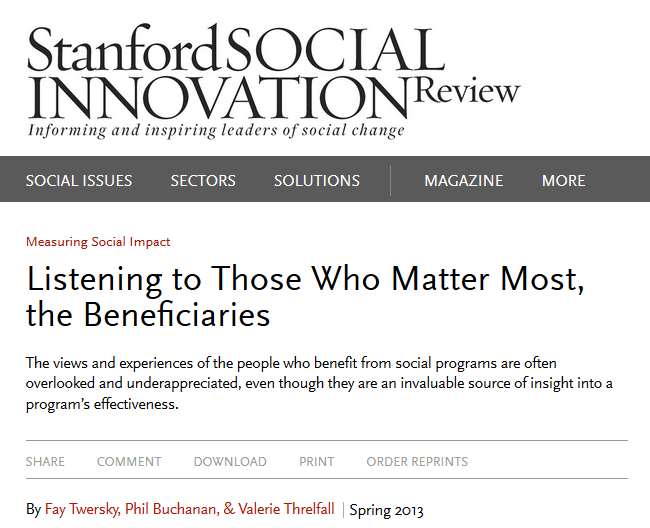 Stanford SOCIAL
INNOVATION Review
Informing and inspiring leaders of social change
SOCIAL ISSUES SECTORS SOLUTIONS MAGAZINE MORE
Measuring Social Impact
Listening to Those Who Matter Most,
the Beneficiaries
The views and experiences of the people who benefit from social programs are often
overlooked and underappreciated, even though they are an invaluable source of insight into a
program’s effectiveness.
SHARE COMMENT DOWNLOAD PRINT ORDER REPRINTS
By Fay Twersky, Phil Buchanan, & Valerie Threlfall | Spring 2013